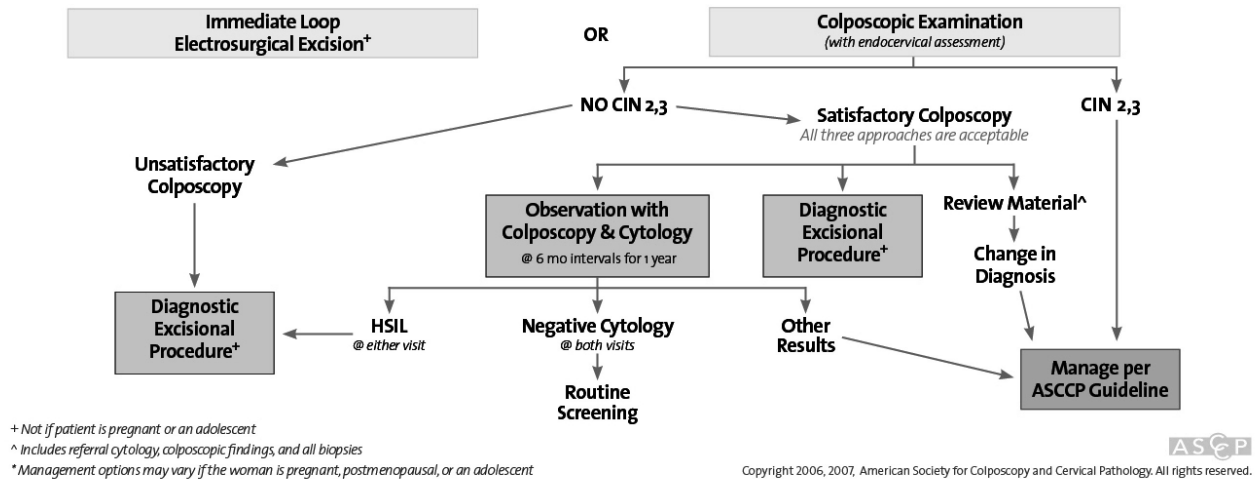 Immediate Loop
Electrosurgical Excision+
OR
Colposcopic Examination
(with endocervical assessment)
NO CIN 2,3
CIN 2,3
Satisfactory Colposcopy
All three approaches are acceptable
Unsatisfactory
Colposcopy
Observation with
Colposcopy & Cytology
@ 6 mo intervals for 1 year
Diagnostic
Excisional
Procedure+
Review Material^
Change in
Diagnosis
Diagnostic
Excisional
Procedure+
HSIL
@ either visit
Negative Cytology
@ both visits
Other
Results
Routine
Screening
Manage per
ASCCP Guideline
+ Not if patient is pregnant or an adolescent
^ Includes referral cytology, colposcopic findings, and all biopsies
* Management options may vary if the woman is pregnant, postmenopausal, or an adolescent
ASCCP
Copyright 2006, 2007, American Society for Colposcopy and Cervical Pathology. All rights reserved.